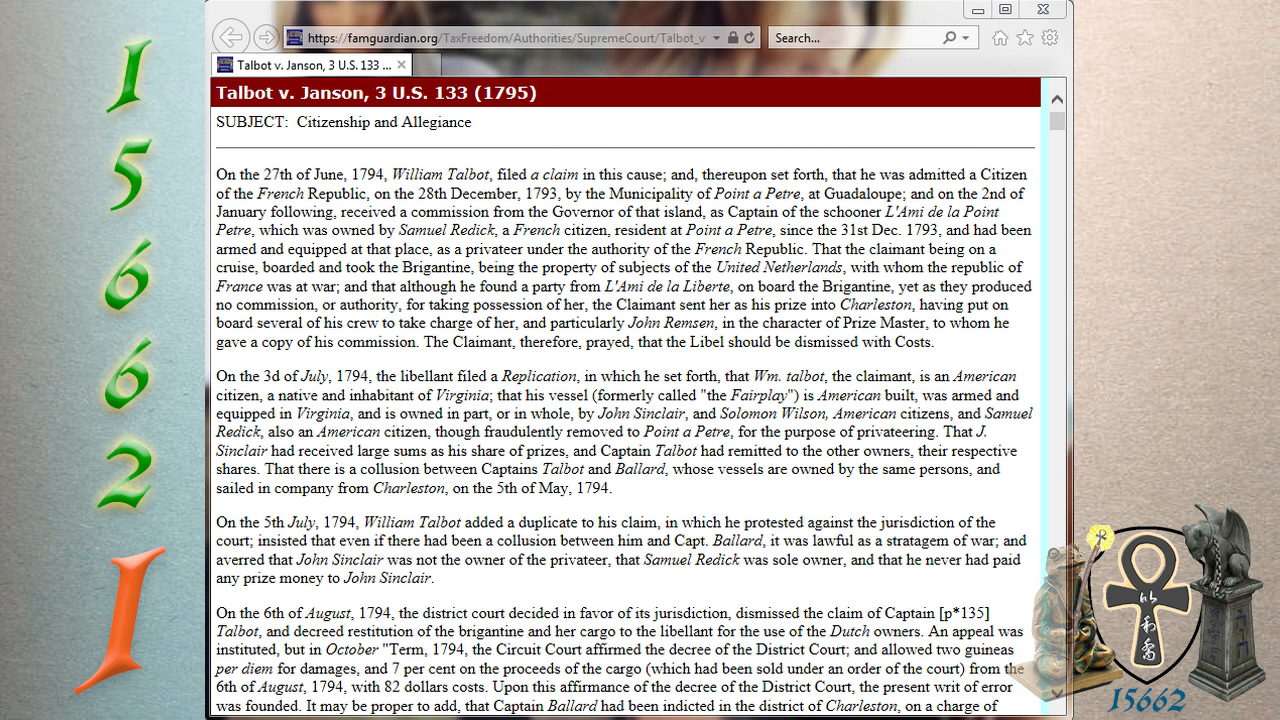 1
5
6
6
2
1
https://famguardian.org/TaxFreedom/Authorities/SupremeCourt/Talbot_v
Search...
Talbot v. Janson, 3 U.S. 133 ...
Talbot v. Janson, 3 U.S. 133 (1795)
SUBJECT:  Citizenship and Allegiance
On the 27th of June, 1794, William Talbot, filed a claim in this cause; and, thereupon set forth, that he was admitted a Citizen
of the French Republic, on the 28th December, 1793, by the Municipality of Point a Petre, at Guadaloupe; and on the 2nd of
January following, received a commission from the Governor of that island, as Captain of the schooner L'Ami de la Point
Petre, which was owned by Samuel Redick, a French citizen, resident at Point a Petre, since the 31st Dec. 1793, and had been
armed and equipped at that place, as a privateer under the authority of the French Republic. That the claimant being on a
cruise, boarded and took the Brigantine, being the property of subjects of the United Netherlands, with whom the republic of
France was at war; and that although he found a party from L'Ami de la Liberte, on board the Brigantine, yet as they produced
no commission, or authority, for taking possession of her, the Claimant sent her as his prize into Charleston, having put on
board several of his crew to take charge of her, and particularly John Remsen, in the character of Prize Master, to whom he
gave a copy of his commission. The Claimant, therefore, prayed, that the Libel should be dismissed with Costs.
On the 3d of July, 1794, the libellant filed a Replication, in which he set forth, that Wm. talbot, the claimant, is an American
citizen, a native and inhabitant of Virginia; that his vessel (formerly called "the Fairplay") is American built, was armed and
equipped in Virginia, and is owned in part, or in whole, by John Sinclair, and Solomon Wilson, American citizens, and Samuel
Redick, also an American citizen, though fraudulently removed to Point a Petre, for the purpose of privateering. That J.
Sinclair had received large sums as his share of prizes, and Captain Talbot had remitted to the other owners, their respective
shares. That there is a collusion between Captains Talbot and Ballard, whose vessels are owned by the same persons, and
sailed in company from Charleston, on the 5th of May, 1794.
On the 5th July, 1794, William Talbot added a duplicate to his claim, in which he protested against the jurisdiction of the
court; insisted that even if there had been a collusion between him and Capt. Ballard, it was lawful as a stratagem of war; and
averred that John Sinclair was not the owner of the privateer, that Samuel Redick was sole owner, and that he never had paid
any prize money to John Sinclair.
On the 6th of August, 1794, the district court decided in favor of its jurisdiction, dismissed the claim of Captain [p*135]
Talbot, and decreed restitution of the brigantine and her cargo to the libellant for the use of the Dutch owners. An appeal was
instituted, but in October "Term, 1794, the Circuit Court affirmed the decree of the District Court; and allowed two guineas
per diem for damages, and 7 per cent on the proceeds of the cargo (which had been sold under an order of the court) from the
6th of August, 1794, with 82 dollars costs. Upon this affirmance of the decree of the District Court, the present writ of error
was founded. It may be proper to add, that Captain Ballard had been indicted in the district of Charleston, on a charge of
15662